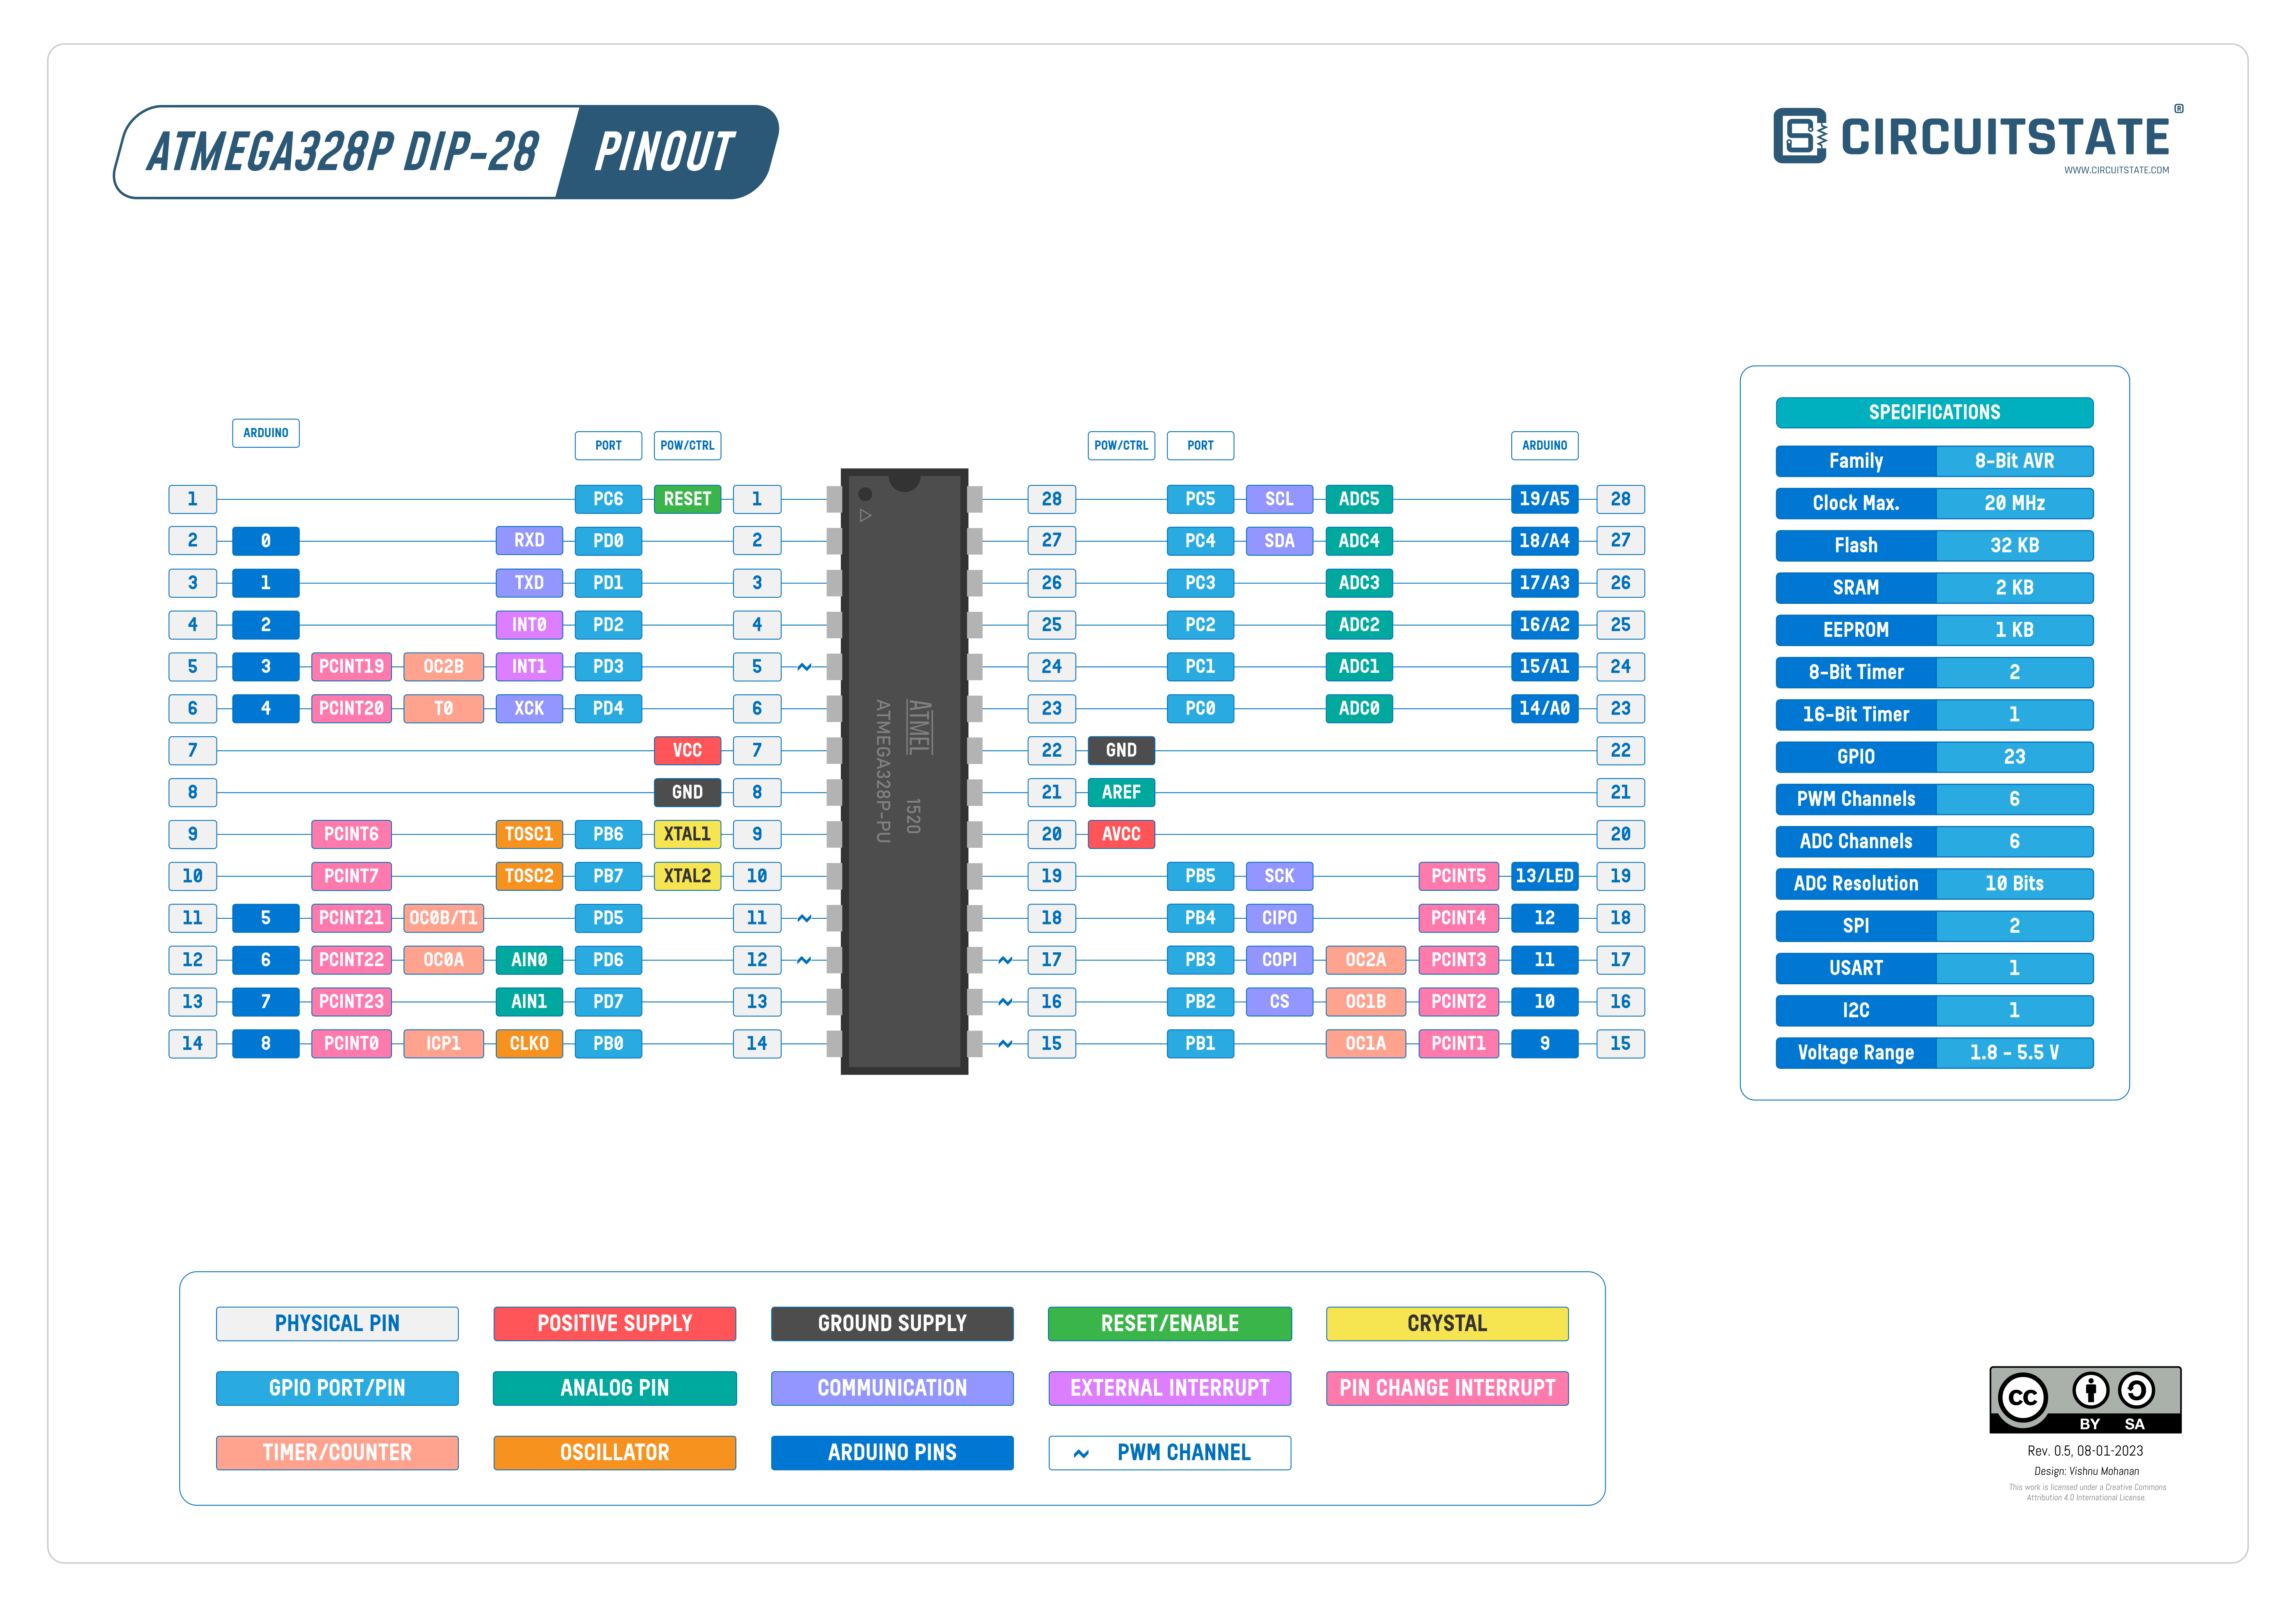 ATMEGA328P DIP-28 PINOUT
CIRCUITSTATE ®
WWW.CIRCUITSTATE.COM
ARDUINO PORT POW/CTRL
1 PC6 RESET 1
2 0 RXD PD0 2
3 1 TXD PD1 3
4 2 INT0 PD2 4
5 3 PCINT19 OC2B INT1 PD3 5 ~
6 4 PCINT20 T0 XCK PD4 6
7 VCC 7
8 GND 8
9 PCINT6 TOSC1 PB6 XTAL1 9
10 PCINT7 TOSC2 PB7 XTAL2 10
11 5 PCINT21 OC0B/T1 PD5 11 ~
12 6 PCINT22 OC0A AIN0 PD6 12 ~
13 7 PCINT23 AIN1 PD7 13
14 8 PCINT0 ICP1 CLKO PB0 14
ATMEL 1520
ATMEGA328P-PU
POW/CTRL PORT ARDUINO
28 PC5 SCL ADC5 19/A5 28
27 PC4 SDA ADC4 18/A4 27
26 PC3 ADC3 17/A3 26
25 PC2 ADC2 16/A2 25
24 PC1 ADC1 15/A1 24
23 PC0 ADC0 14/A0 23
22 GND 22
21 AREF 21
20 AVCC 20
19 PB5 SCK PCINT5 13/LED 19
18 PB4 CIPO PCINT4 12 18
~ 17 PB3 COPI OC2A PCINT3 11 17
~ 16 PB2 CS OC1B PCINT2 10 16
~ 15 PB1 OC1A PCINT1 9 15
SPECIFICATIONS
Family 8-Bit AVR
Clock Max. 20 MHz
Flash 32 KB
SRAM 2 KB
EEPROM 1 KB
8-Bit Timer 2
16-Bit Timer 1
GPIO 23
PWM Channels 6
ADC Channels 6
ADC Resolution 10 Bits
SPI 2
USART 1
I2C 1
Voltage Range 1.8 - 5.5 V
PHYSICAL PIN POSITIVE SUPPLY GROUND SUPPLY RESET/ENABLE CRYSTAL
GPIO PORT/PIN ANALOG PIN COMMUNICATION EXTERNAL INTERRUPT PIN CHANGE INTERRUPT
TIMER/COUNTER OSCILLATOR ARDUINO PINS ~ PWM CHANNEL
CC BY SA
Rev. 0.5, 08-01-2023
Design: Vishnu Mohanan
This work is licensed under a Creative Commons
Attribution 4.0 International License.